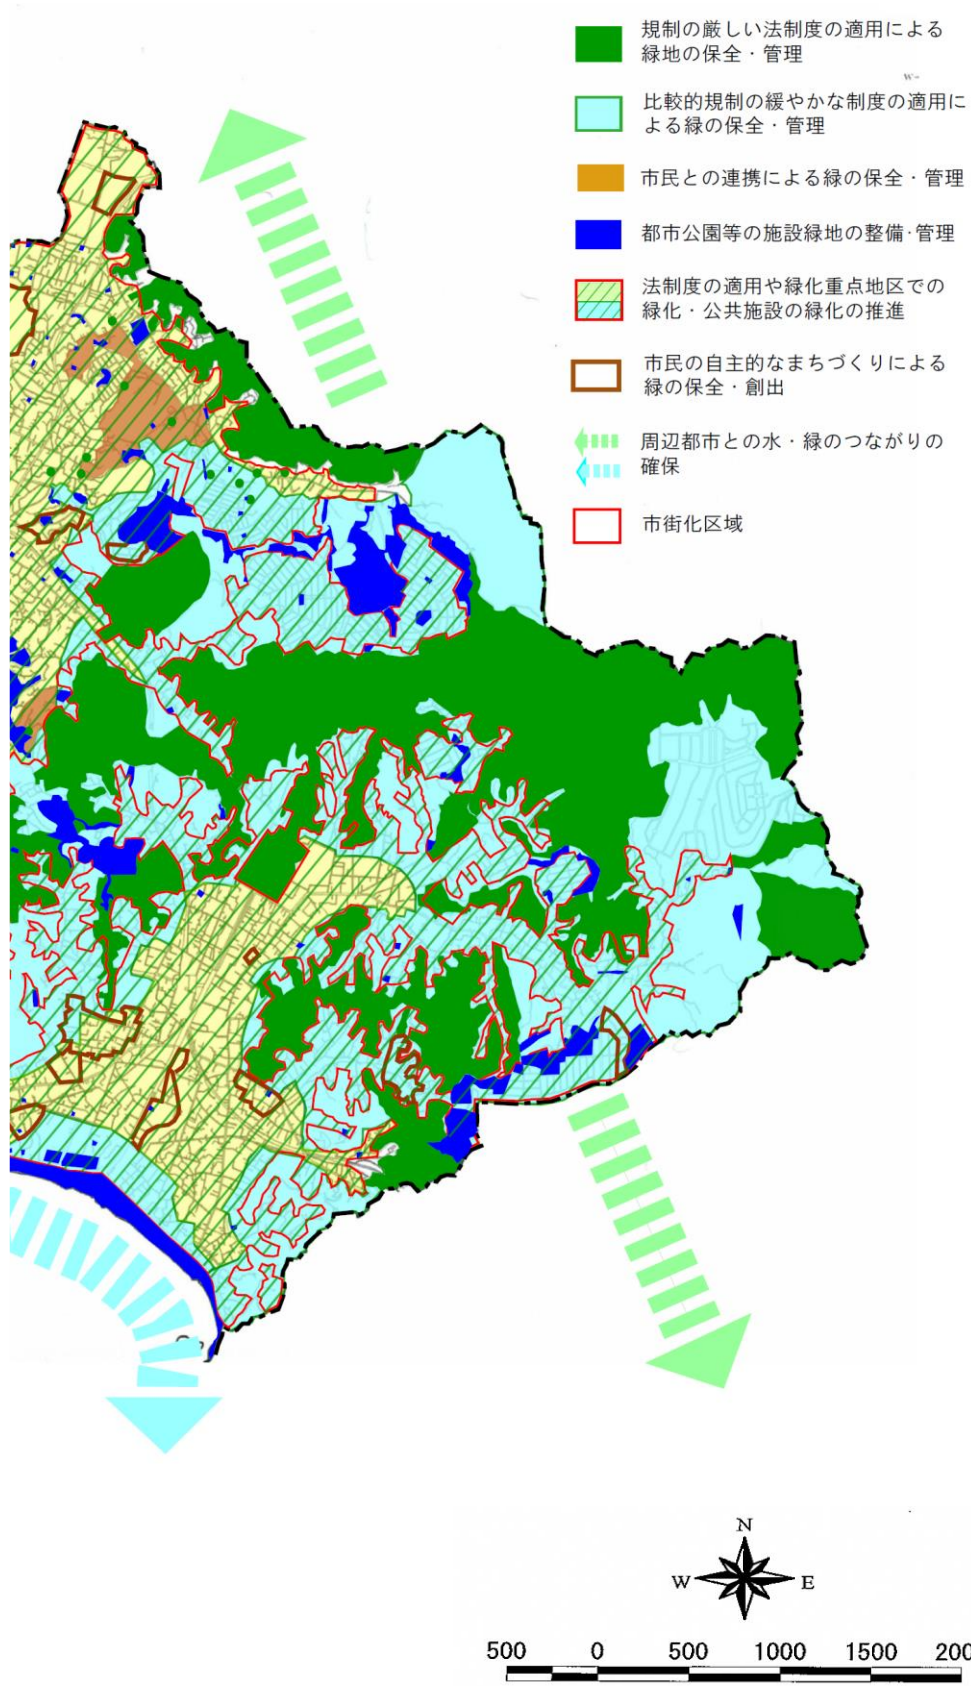 規制の厳しい法制度の適用による
緑地の保全・管理
比較的規制の緩やかな制度の適用に
よる緑の保全・管理
市民との連携による緑の保全・管理
都市公園等の施設緑地の整備・管理
法制度の適用や緑化重点地区での
緑化・公共施設の緑化の推進
市民の自主的なまちづくりによる
緑の保全・創出
周辺都市との水・緑のつながりの
確保
市街化区域
N
W E
500 0 500 1000 1500 200